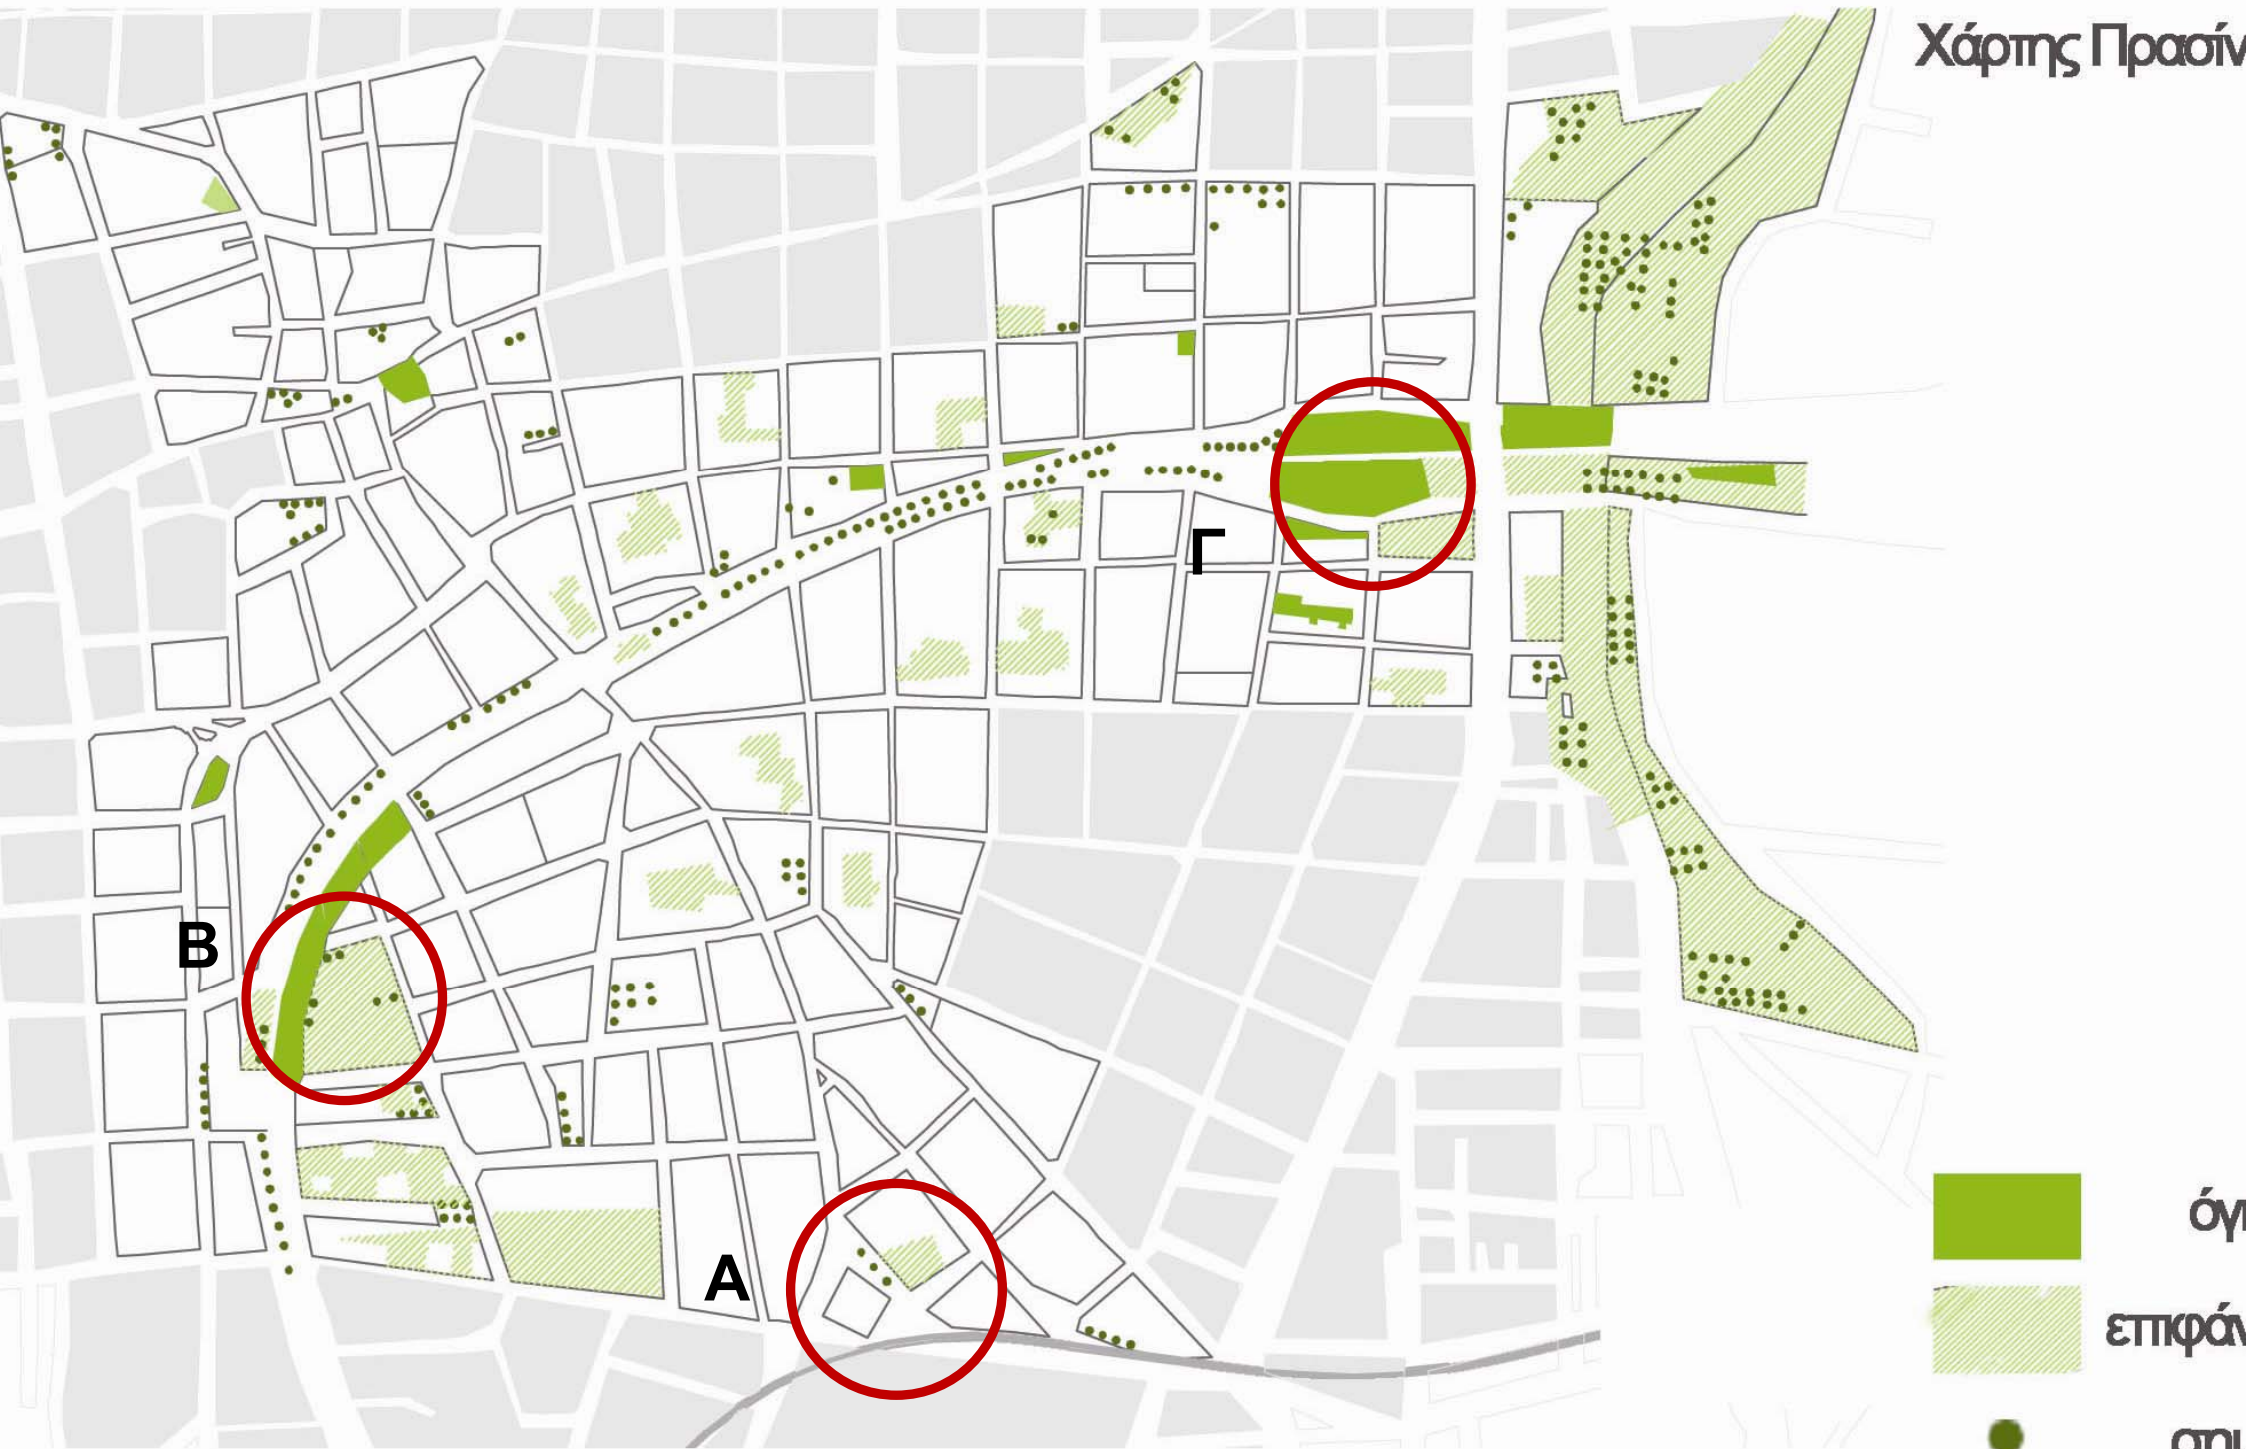 Χάρτης Πρασίν
Γ
Β
Α
όγ
επιφάν